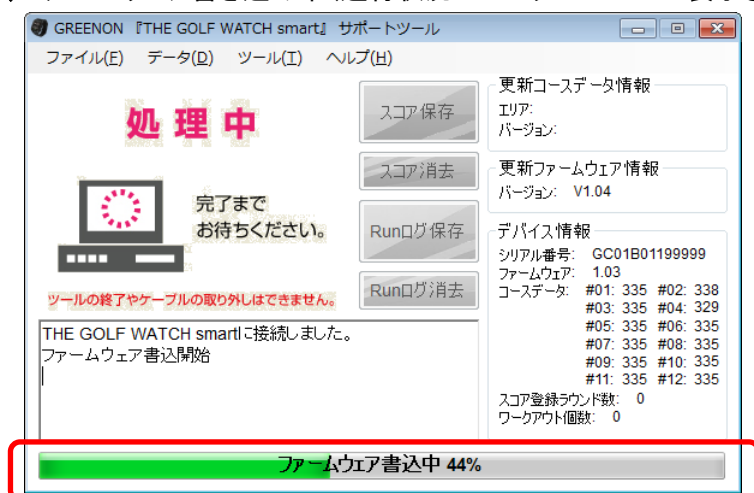 GREENON 『THE GOLF WATCH smart』 サポートツール
ファイル(F) データ(D) ツール(T) ヘルプ(H)
処理中
完了まで
お待ちください。
ツールの終了やケーブルの取り外しはできません。
スコア保存
スコア消去
Runログ保存
Runログ消去
更新コースデータ情報
エリア:
バージョン:
更新ファームウェア情報
バージョン: V1.04
デバイス情報
シリアル番号: GC01B01199999
ファームウェア: 1.03
コースデータ: #01: 335 #02: 338
#03: 335 #04: 329
#05: 335 #06: 335
#07: 335 #08: 335
#09: 335 #10: 335
#11: 335 #12: 335
スコア登録ラウンド数: 0
ワークアウト個数: 0
THE GOLF WATCH smartに接続しました。
ファームウェア書込開始
ファームウェア書込中 44%